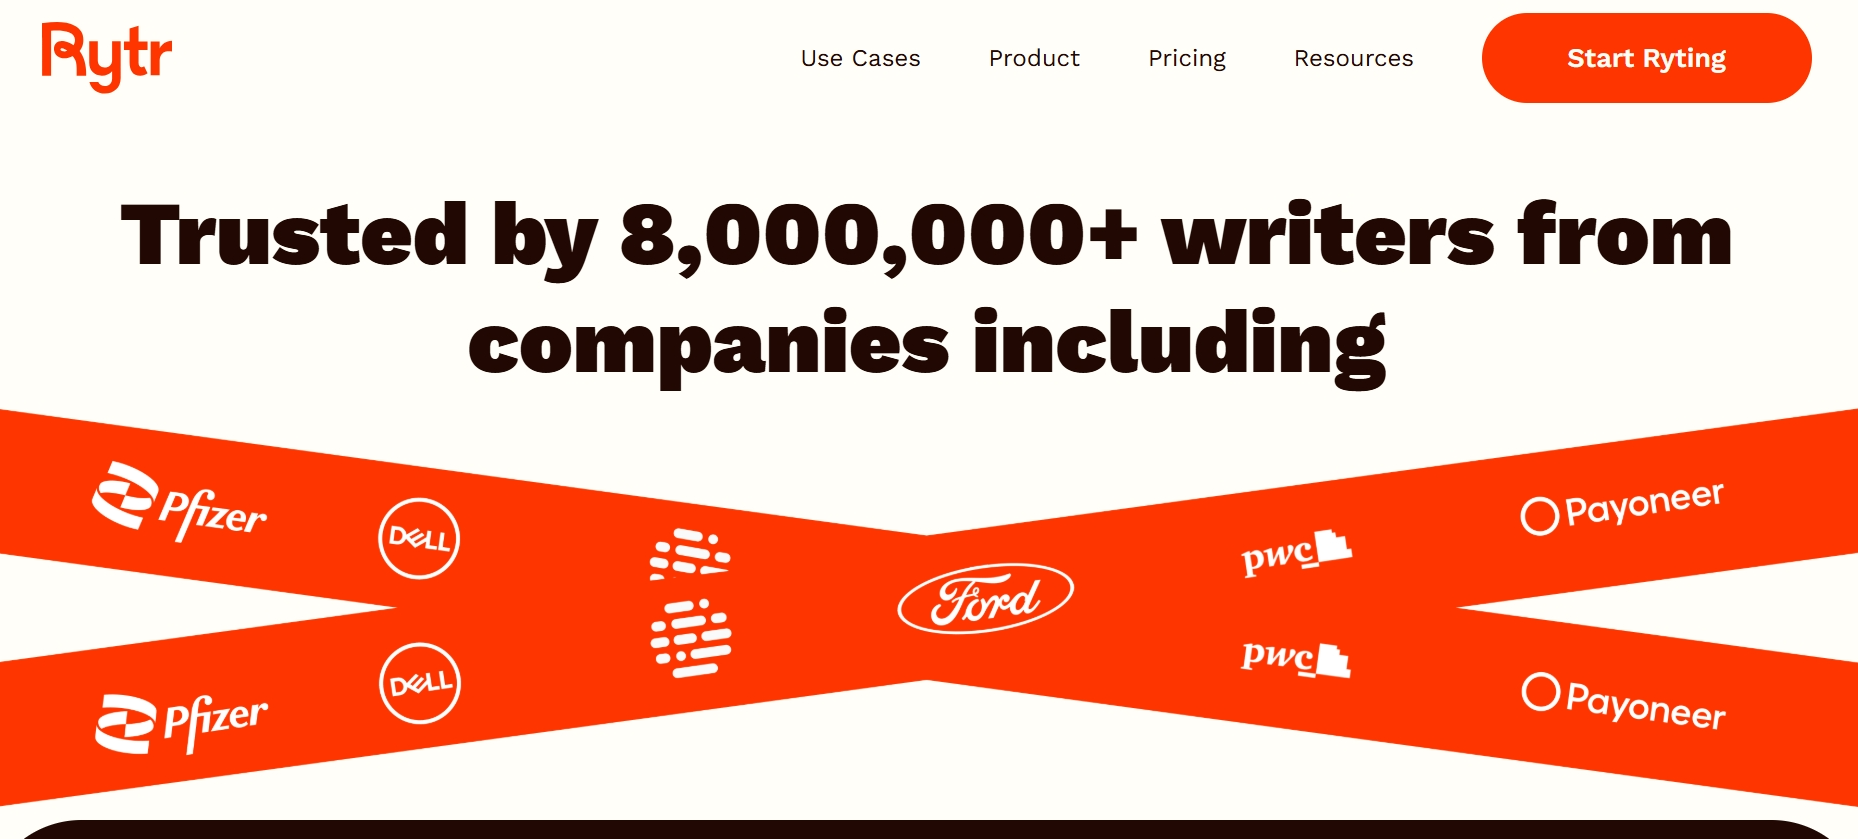 Rytr
Use Cases
Product
Pricing
Resources
Start Ryting
Trusted by 8,000,000+ writers from
companies including
Pfizer
DELL
Ford
pwc
Payoneer
Pfizer
DELL
pwc
Payoneer